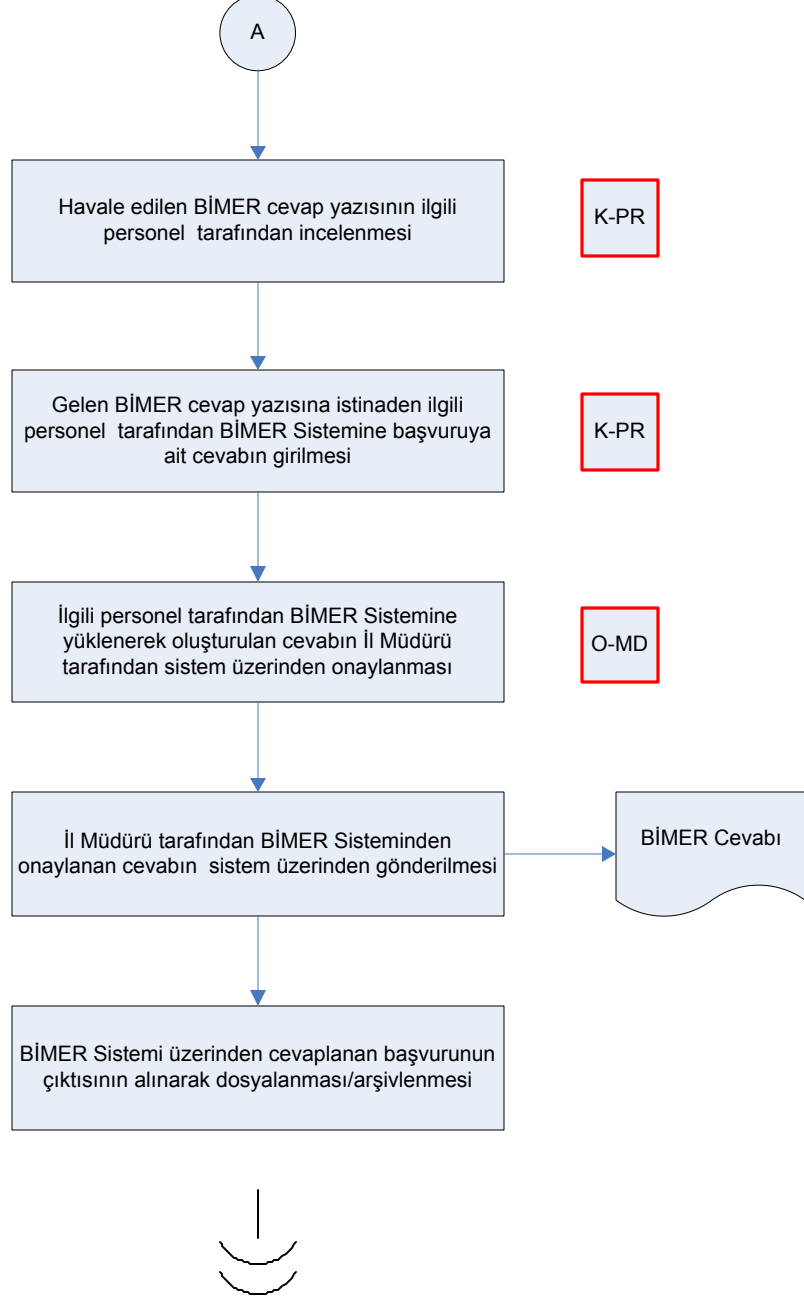 A
Havale edilen BİMER cevap yazısının ilgili
personel tarafından incelenmesi
K-PR
Gelen BİMER cevap yazısına istinaden ilgili
personel tarafından BİMER Sistemine başvuruya
ait cevabın girilmesi
K-PR
İlgili personel tarafından BİMER Sistemine
yüklenerek oluşturulan cevabın İl Müdürü
tarafından sistem üzerinden onaylanması
O-MD
İl Müdürü tarafından BİMER Sisteminden
onaylanan cevabın sistem üzerinden gönderilmesi
BİMER Cevabı
BİMER Sistemi üzerinden cevaplanan başvurunun
çıktısının alınarak dosyalanması/arşivlenmesi